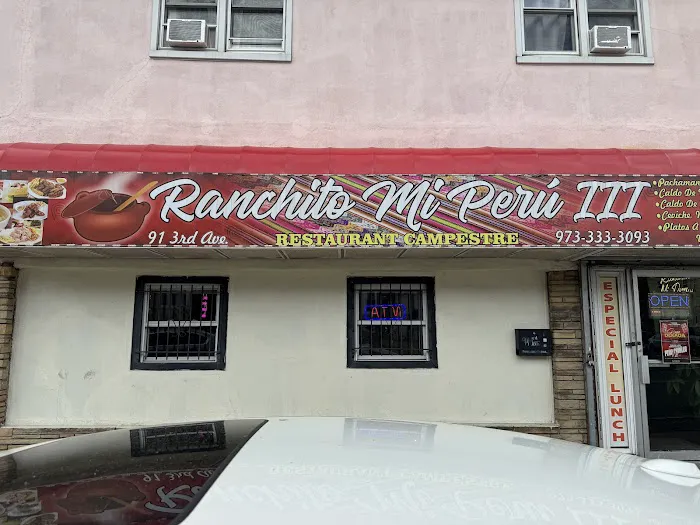 Ranchito Mi Perú III
91 3rd Ave.
RESTAURANT CAMPESTRE
973-333-3093
•Pachaman
•Caldo De
•Caldo de
•Ceviche
•Platos A
ATM
OPEN
ESPECIAL LUNCH